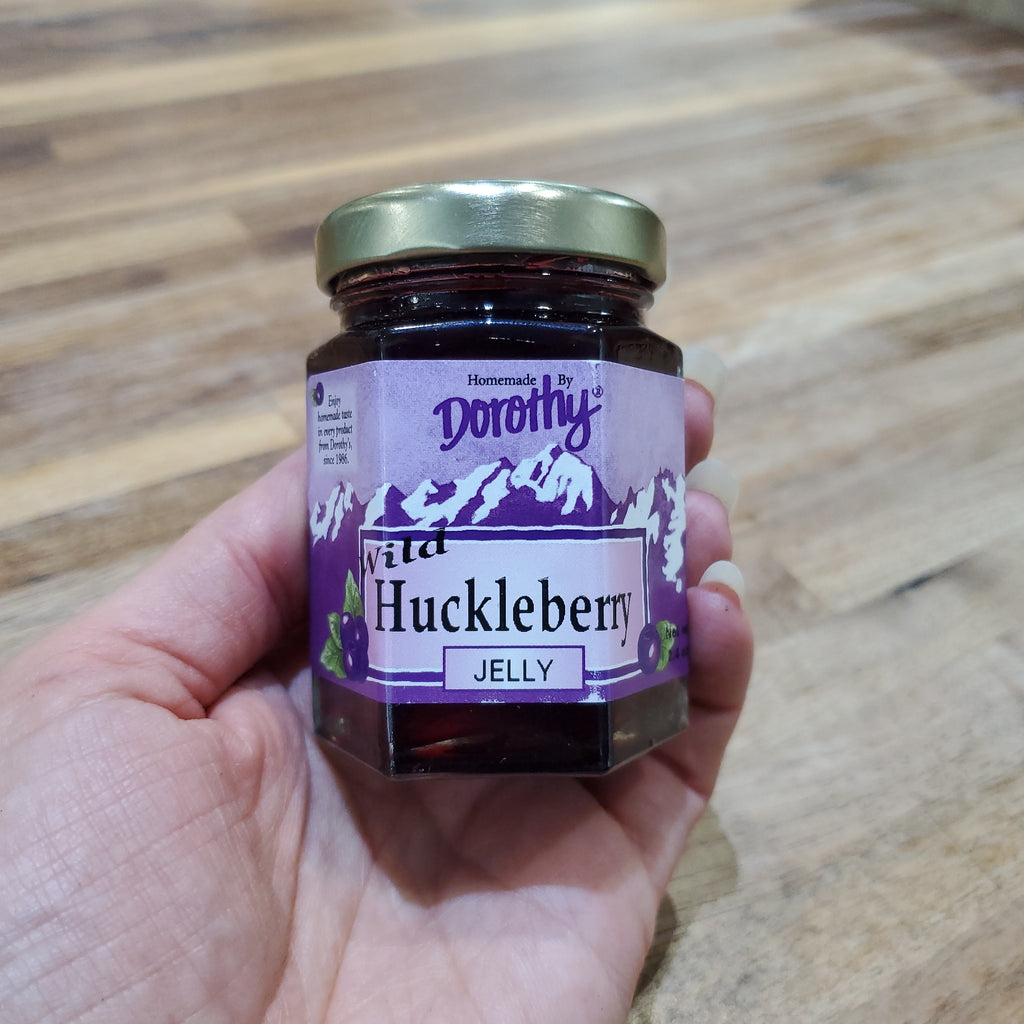 Homemade By
Dorothy®
Enjoy
homemade taste
in every product
from Dorothy's,
since 1986.
Wild
Huckleberry
JELLY